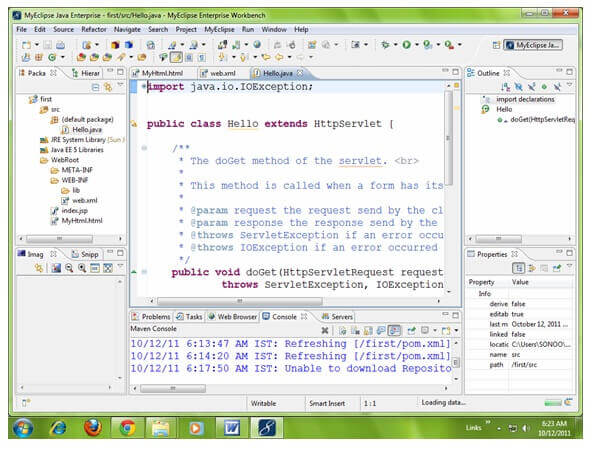 MyEclipse Java Enterprise - first/src/Hello.java - MyEclipse Enterprise Workbench
File Edit Source Refactor Navigate Search Project MyEclipse Run Window Help
MyEclipse Ja...
Packa Hierar
first
src
(default package)
Hello.java
JRE System Library [Sun J
Java EE 5 Libraries
WebRoot
META-INF
WEB-INF
lib
web.xml
index.jsp
MyHtml.html
Imag Snipp
MyHtml.html web.xml Hello.java
import java.io.IOException;
public class Hello extends HttpServlet {
/**
* The doGet method of the servlet. <br>
*
* This method is called when a form has its
*
* @param request the request send by the cl
* @param response the response send by the
* @throws ServletException if an error occu
* @throws IOException if an error occurred
*/
public void doGet(HttpServletRequest request
throws ServletException, IOException
Problems Tasks Web Browser Console Servers
Maven Console
10/12/11 6:13:47 AM IST: Refreshing [/first/pom.xml]
10/12/11 6:14:20 AM IST: Refreshing [/first/pom.xml]
10/12/11 6:17:50 AM IST: Unable to download Reposito
Outline
import declarations
Hello
doGet(HttpServletReq
Properties
Property Value
Info
derive false
editab true
last m October 12, 2011 ...
linked false
locatic C:\Users\SONOO\...
name src
path /first/src
Writable Smart Insert 1 : 1 Loading data...
Links
6:23 AM
10/12/2011